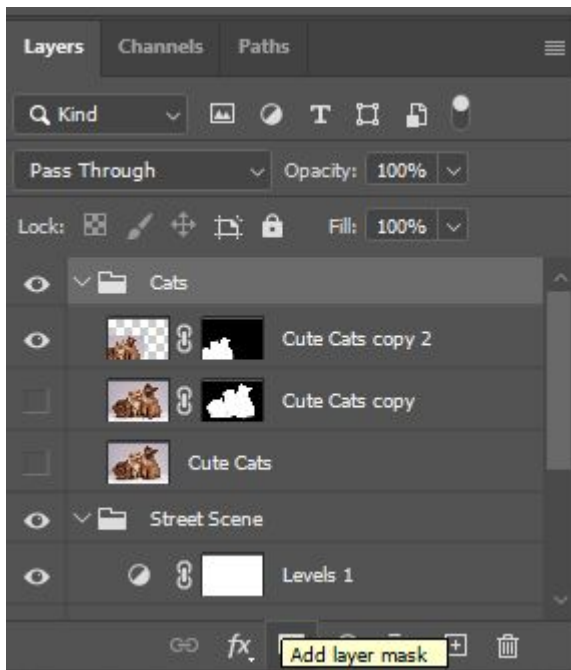 Layers Channels Paths
Kind T
Pass Through Opacity: 100%
Lock: Fill: 100%
Cats
Cute Cats copy 2
Cute Cats copy
Cute Cats
Street Scene
Levels 1
fx
Add layer mask